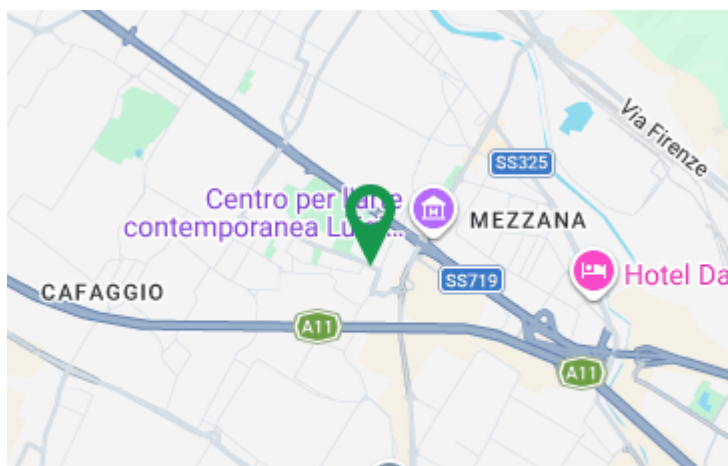 Via Firenze
SS325
Centro per l'arte
contemporanea Lu
MEZZANA
SS719
Hotel Da
CAFAGGIO
A11
A11